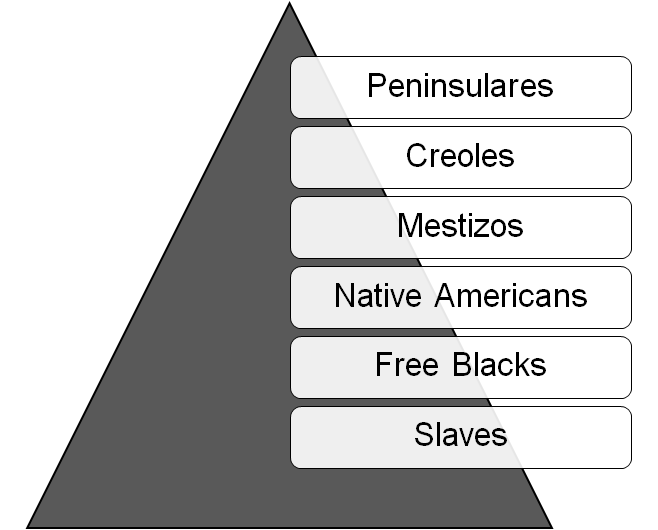 Peninsulares
Creoles
Mestizos
Native Americans
Free Blacks
Slaves